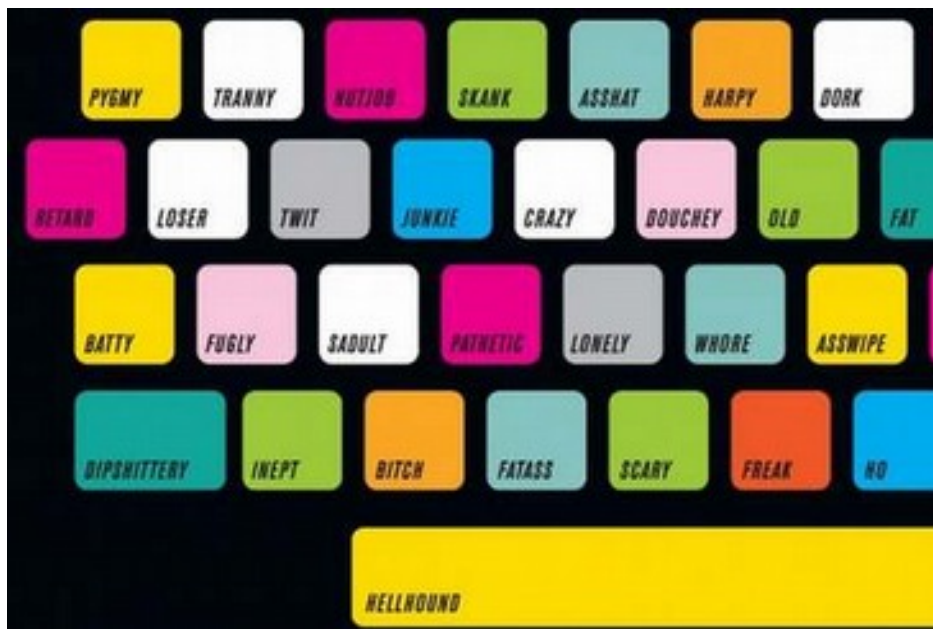 PYGMY TRANNY NUTJOB SKANK ASSHAT HARPY DORK
RETARD LOSER TWIT JUNKIE CRAZY DOUCHEY OLD FAT
BATTY FUGLY SADULT PATHETIC LONELY WHORE ASSWIPE
DIPSHITTERY INEPT BITCH FATASS SCARY FREAK HO
HELLHOUND